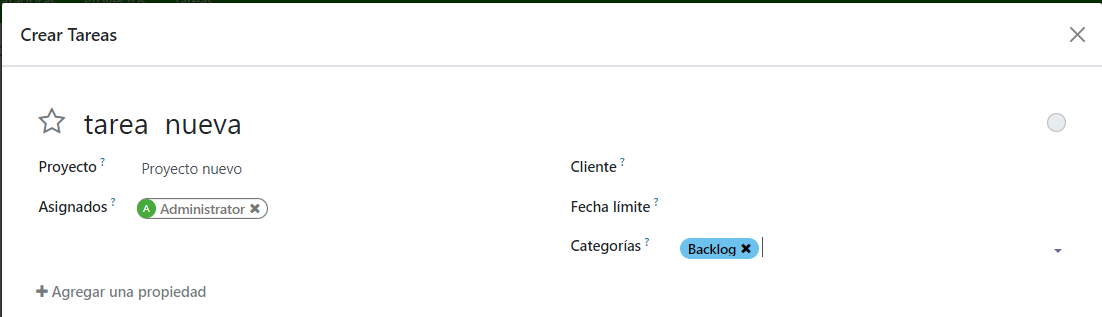 Crear Tareas
tarea nueva
Proyecto ? Proyecto nuevo
Cliente ?
Asignados ? A Administrator
Fecha límite ?
Categorías ? Backlog
Agregar una propiedad